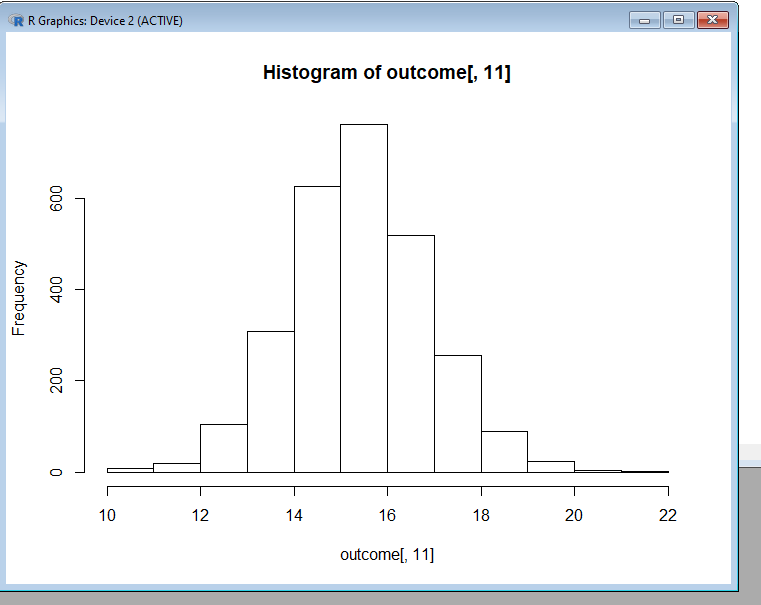 R Graphics: Device 2 (ACTIVE)
Histogram of outcome[, 11]
600
400
200
0
Frequency
10 12 14 16 18 20 22
outcome[, 11]